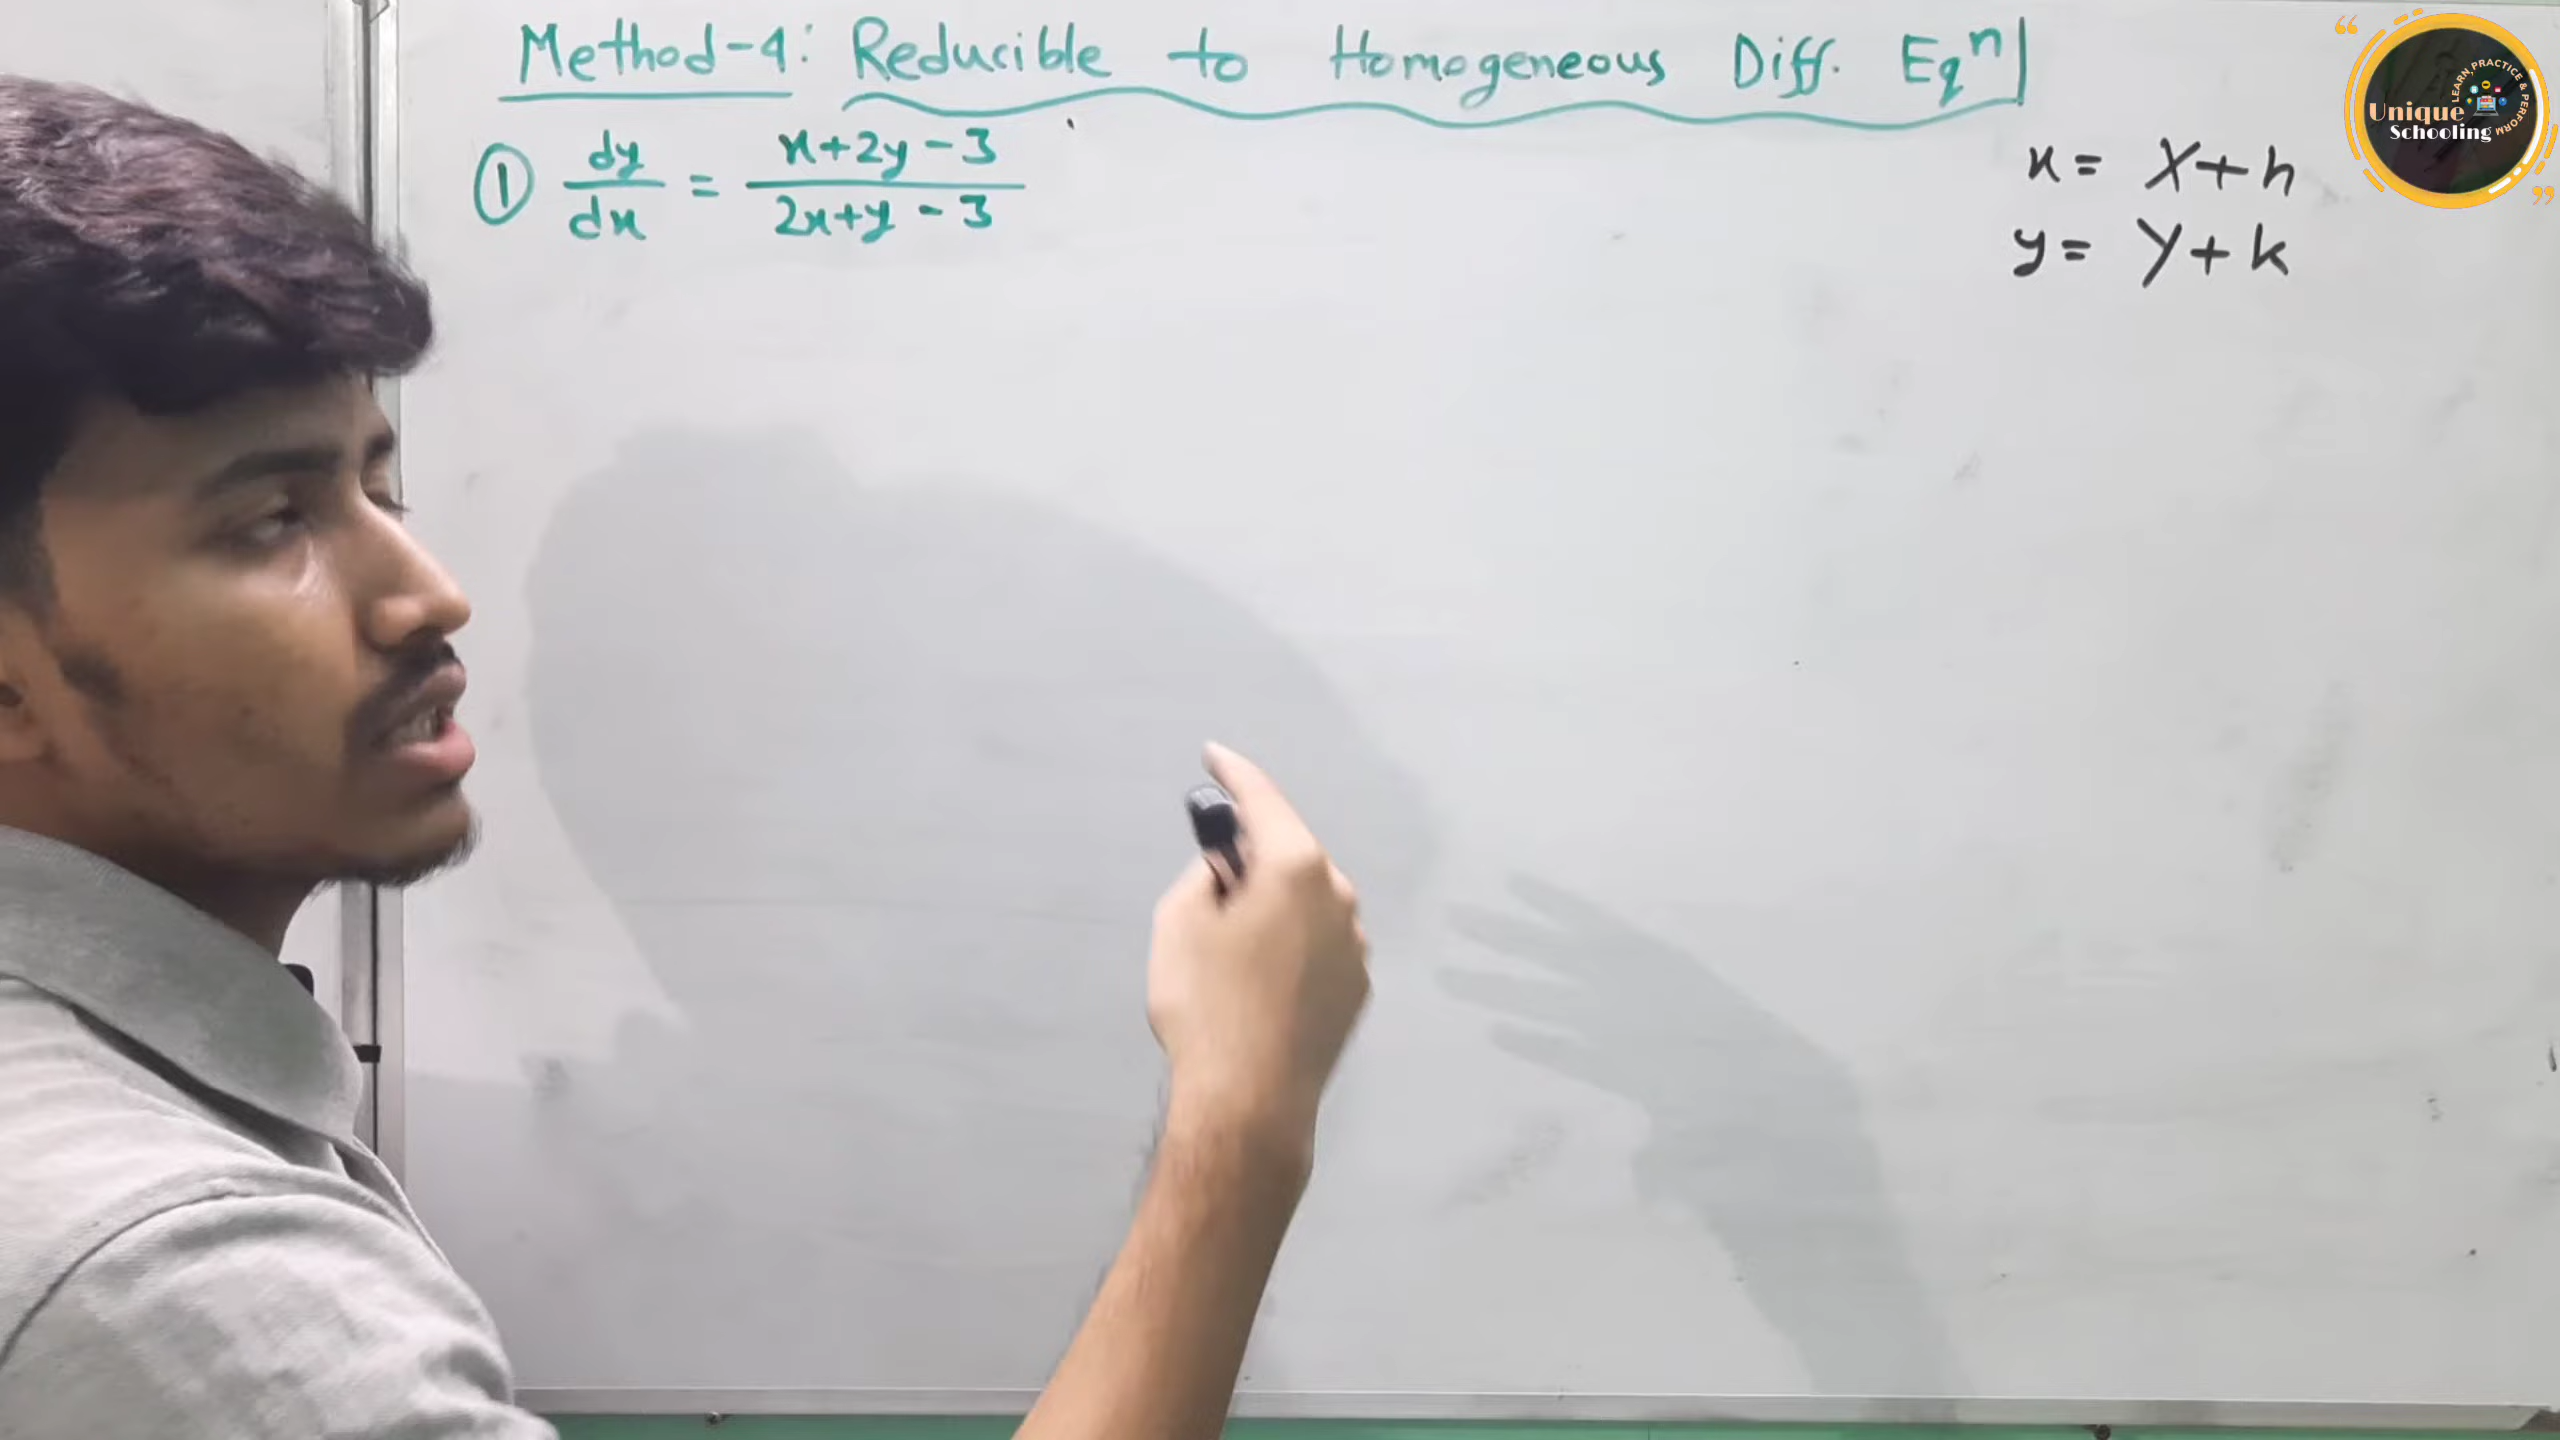 Method-4: Reducible to Homogeneous Diff. Eqⁿ
① dy/dx = x+2y-3 / 2x+y-3
x = X+h
y = Y+k
“
LEARN, PRACTICE & PERFORM
Unique
Schooling
”